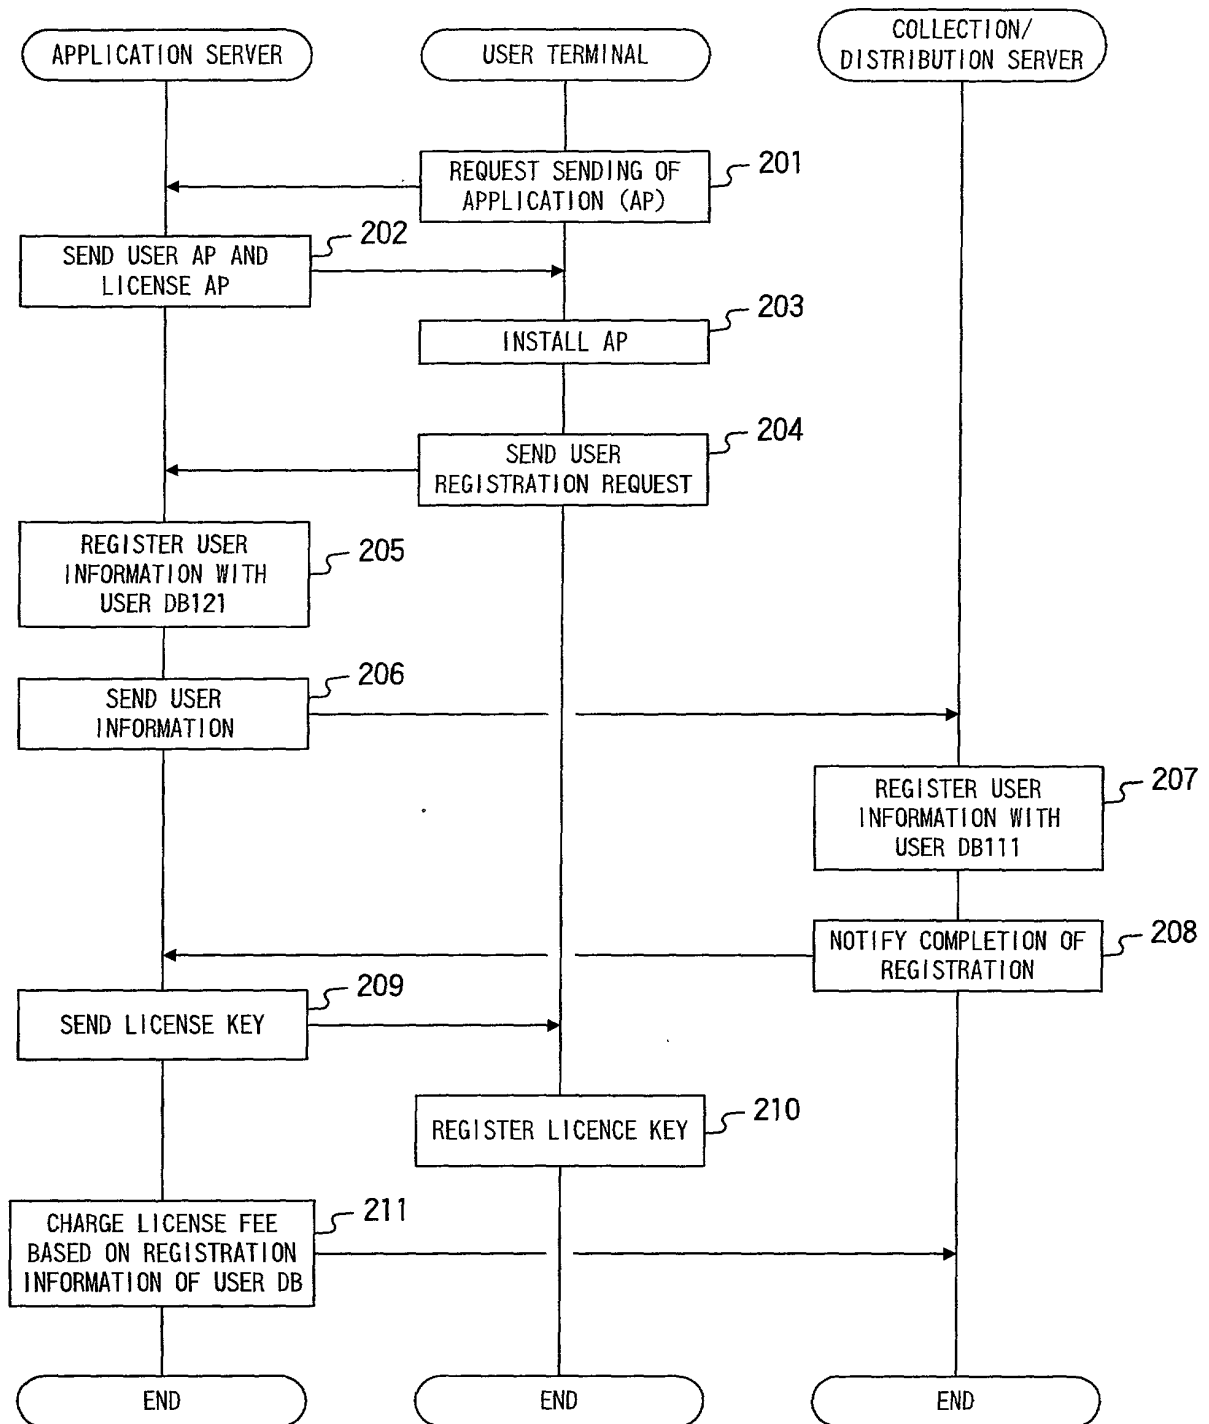 APPLICATION SERVER
USER TERMINAL
COLLECTION/
DISTRIBUTION SERVER
REQUEST SENDING OF
APPLICATION (AP)
201
SEND USER AP AND
LICENSE AP
202
INSTALL AP
203
SEND USER
REGISTRATION REQUEST
204
REGISTER USER
INFORMATION WITH
USER DB121
205
SEND USER
INFORMATION
206
REGISTER USER
INFORMATION WITH
USER DB111
207
NOTIFY COMPLETION OF
REGISTRATION
208
SEND LICENSE KEY
209
REGISTER LICENCE KEY
210
CHARGE LICENSE FEE
BASED ON REGISTRATION
INFORMATION OF USER DB
211
END
END
END